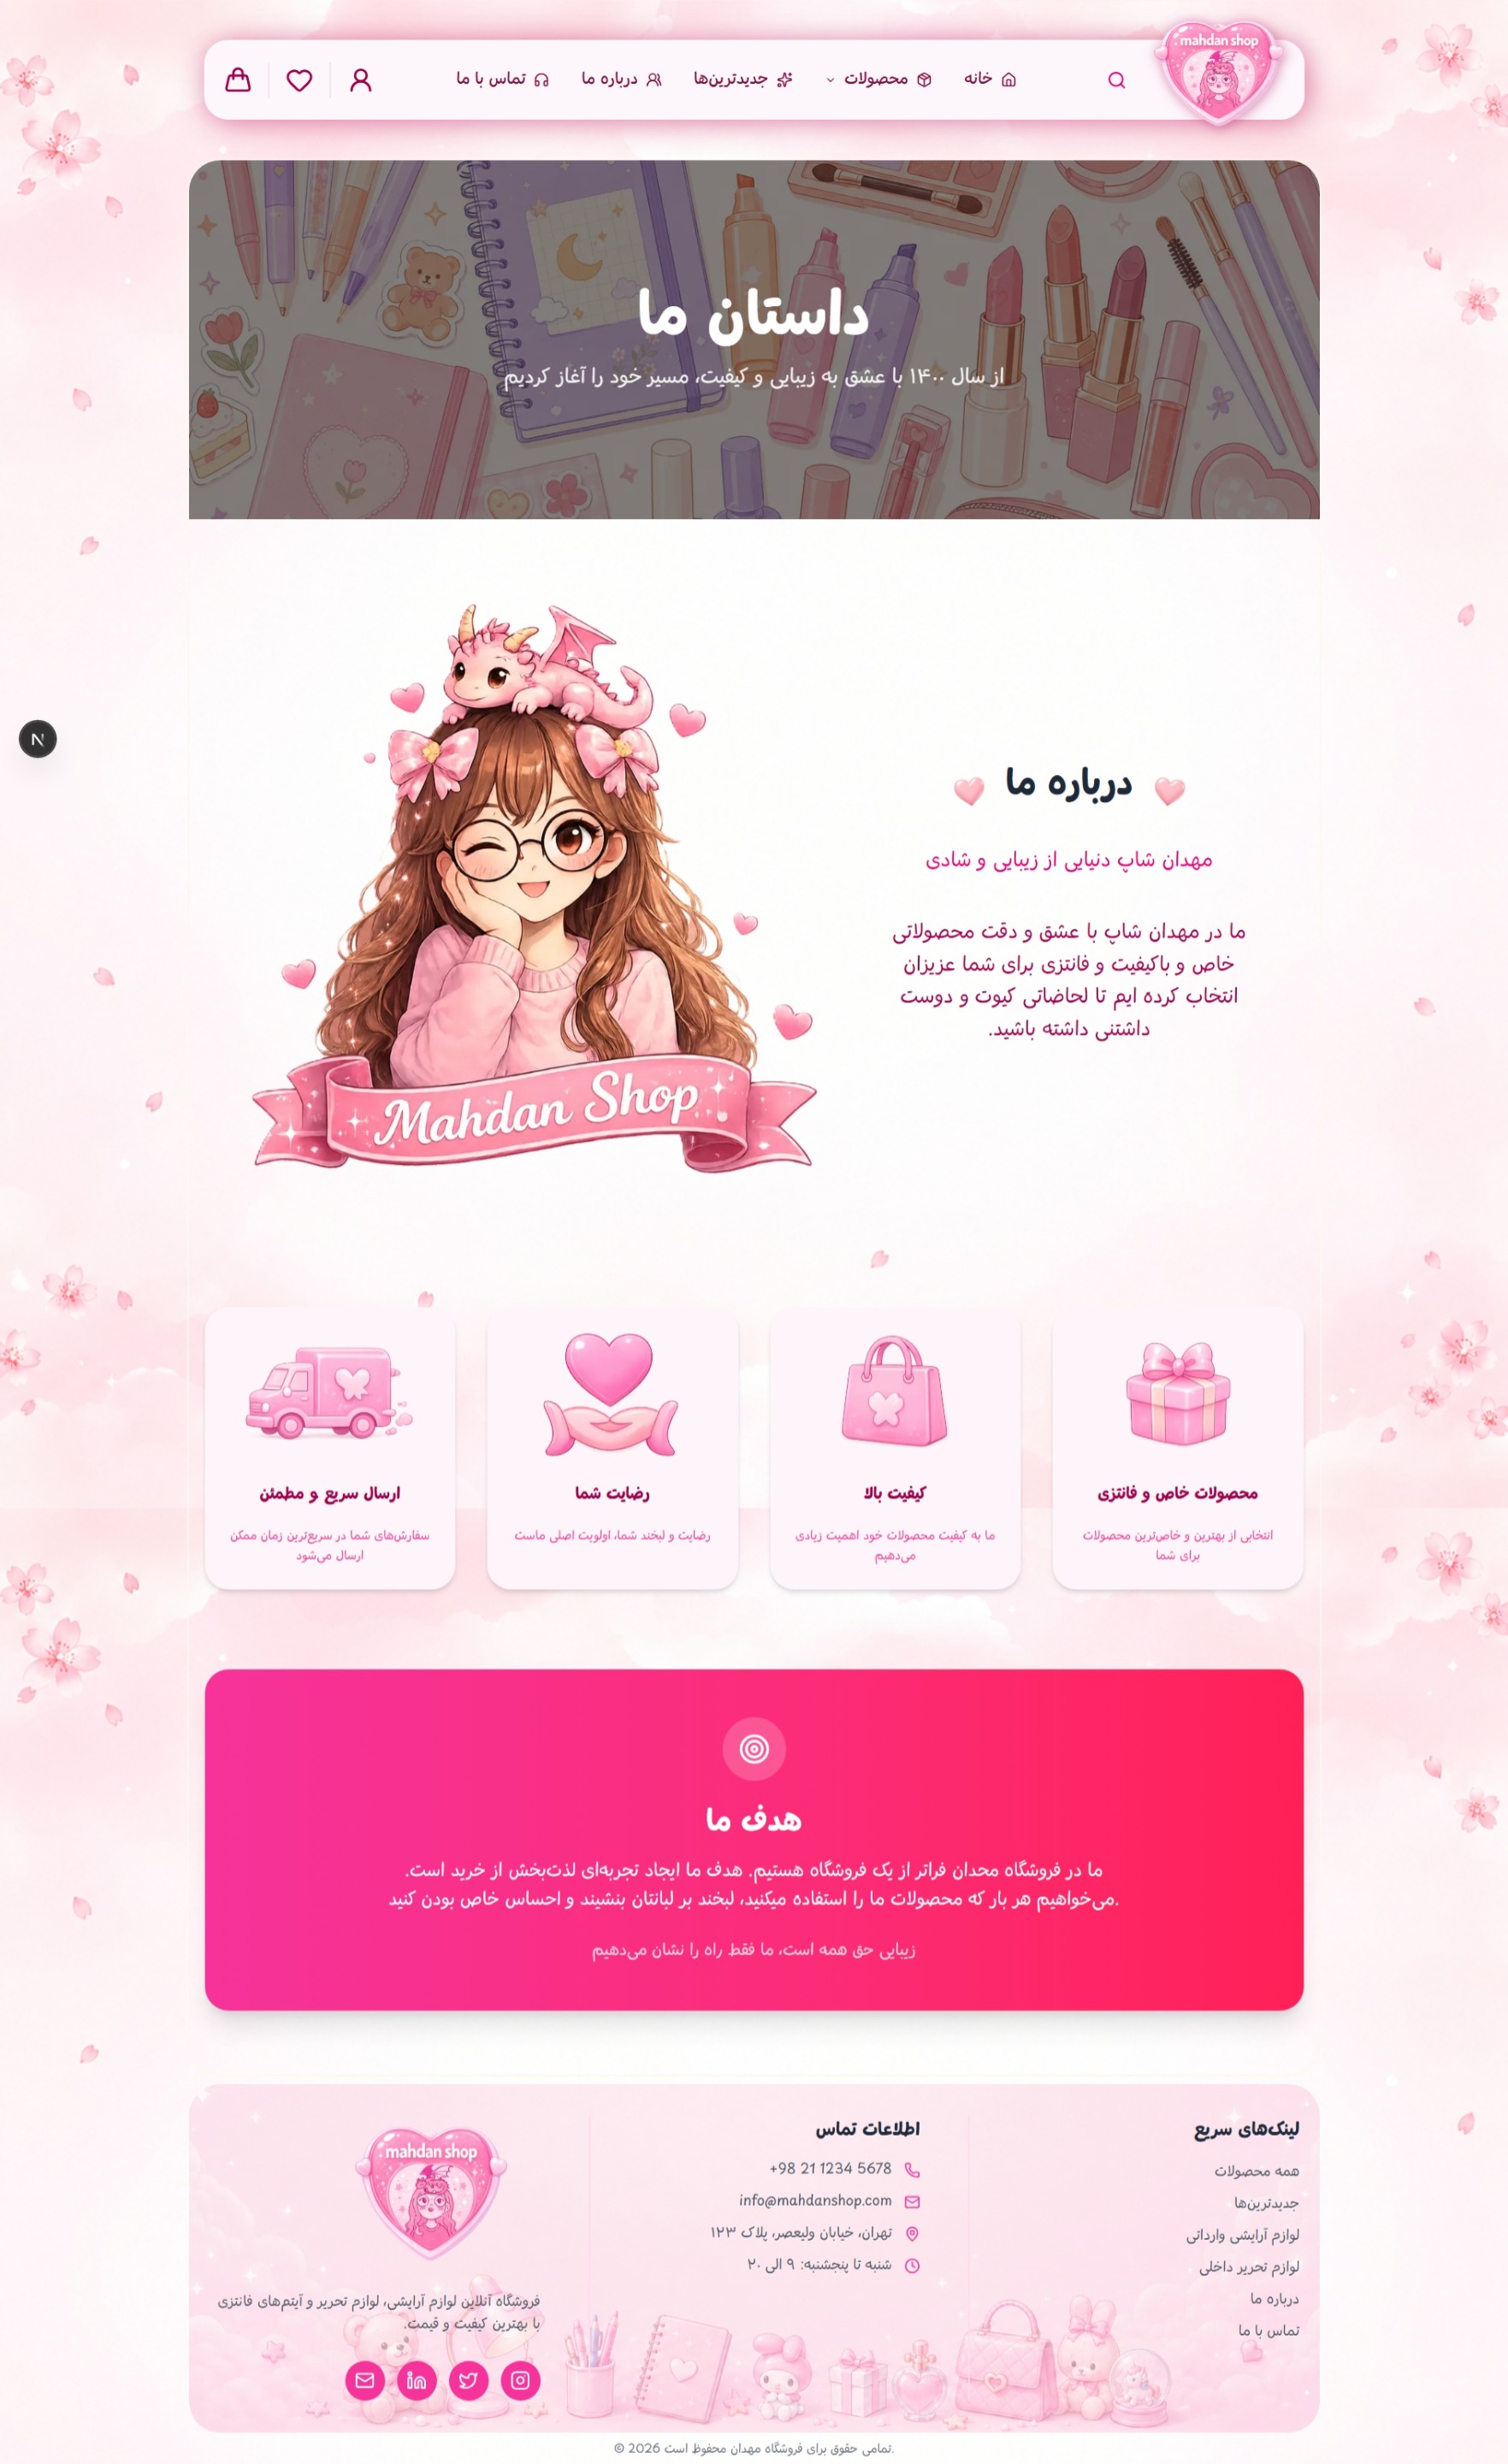 mahdan shop
خانه
محصولات
جدیدترین‌ها
درباره ما
تماس با ما
داستان ما
از سال ۱۴۰۰ با عشق به زیبایی و کیفیت، مسیر خود را آغاز کردیم
درباره ما
مهدان شاپ دنیایی از زیبایی و شادی
ما در مهدان شاپ با عشق و دقت محصولاتی
خاص و باکیفیت و فانتزی برای شما عزیزان
انتخاب کرده ایم تا لحاضاتی کیوت و دوست
داشتنی داشته باشید.
Mahdan Shop
N
محصولات خاص و فانتزی
انتخابی از بهترین و خاص‌ترین محصولات
برای شما
کیفیت بالا
ما به کیفیت محصولات خود اهمیت زیادی
می‌دهیم
رضایت شما
رضایت و لبخند شما، اولویت اصلی ماست
ارسال سریع و مطمئن
سفارش‌های شما در سریع‌ترین زمان ممکن
ارسال می‌شود
هدف ما
ما در فروشگاه محدان فراتر از یک فروشگاه هستیم. هدف ما ایجاد تجربه‌ای لذت‌بخش از خرید است.
.می‌خواهیم هر بار که محصولات ما را استفاده میکنید، لبخند بر لبانتان بنشیند و احساس خاص بودن کنید
زیبایی حق همه است، ما فقط راه را نشان می‌دهیم
لینک‌های سریع
همه محصولات
جدیدترین‌ها
لوازم آرایشی وارداتی
لوازم تحریر داخلی
درباره ما
تماس با ما
اطلاعات تماس
+98 21 1234 5678
info@mahdanshop.com
تهران، خیابان ولیعصر، پلاک ۱۲۳
شنبه تا پنجشنبه: ۹ الی ۲۰
mahdan shop
فروشگاه آنلاین لوازم آرایشی، لوازم تحریر و آیتم‌های فانتزی
با بهترین کیفیت و قیمت.
.تمامی حقوق برای فروشگاه مهدان محفوظ است 2026 ©